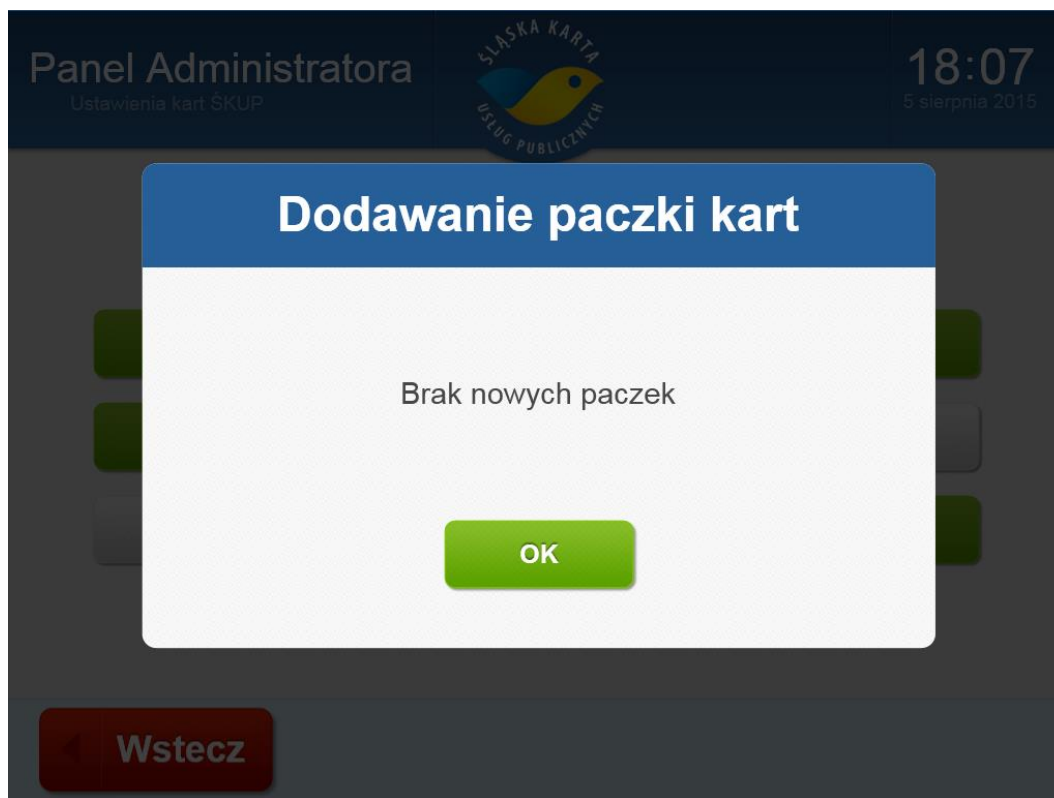 Panel Administratora
Ustawienia kart ŚKUP
ŚLĄSKA KARTA
USŁUG PUBLICZNYCH
18:07
5 sierpnia 2015
Dodawanie paczki kart
Brak nowych paczek
OK
Wstecz